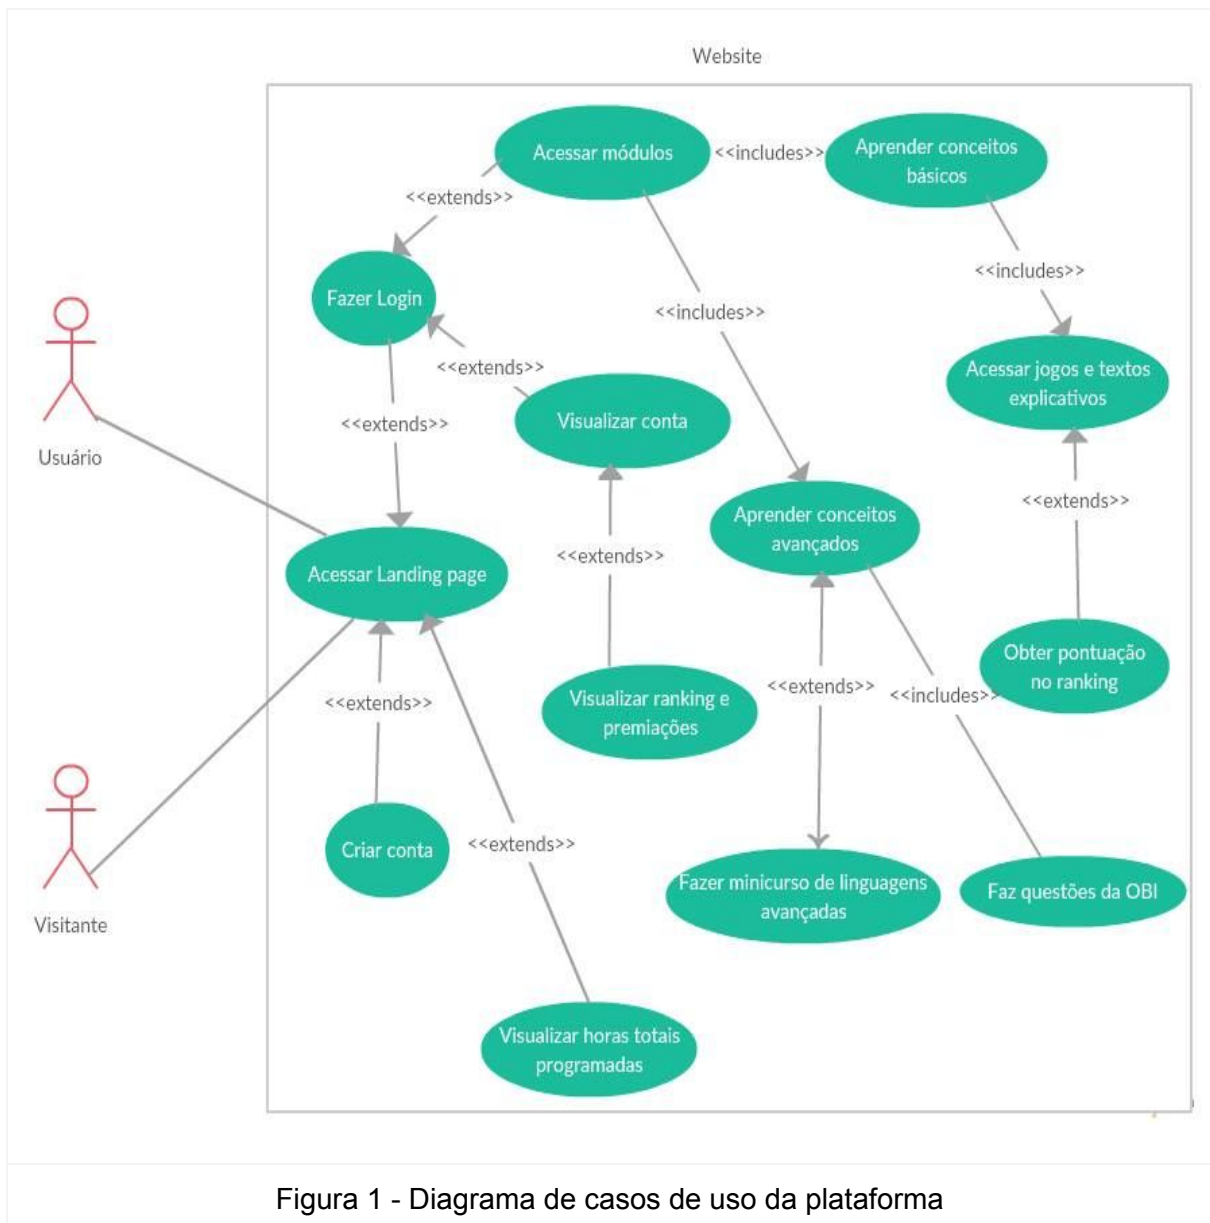 Website
Acessar módulos
<<includes>>
Aprender conceitos
básicos
<<extends>>
<<includes>>
Fazer Login
<<includes>>
<<extends>>
Acessar jogos e textos
explicativos
<<extends>>
Visualizar conta
Usuário
<<extends>>
Aprender conceitos
avançados
<<extends>>
Acessar Landing page
Obter pontuação
no ranking
<<extends>>
<<includes>>
<<extends>>
Visualizar ranking e
premiações
<<extends>>
Criar conta
Visitante
Fazer minicurso de linguagens
avançadas
Faz questões da OBI
Visualizar horas totais
programadas
Figura 1 - Diagrama de casos de uso da plataforma